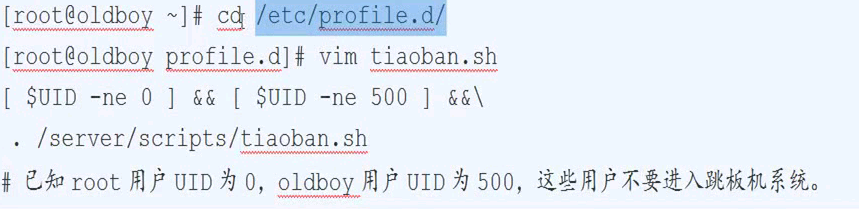 [root@oldboy ~]# cd /etc/profile.d/
[root@oldboy profile.d]# vim tiaoban.sh
[ $UID -ne 0 ] && [ $UID -ne 500 ] &&\
. /server/scripts/tiaoban.sh
# 已知 root 用户 UID 为 0，oldboy 用户 UID 为 500，这些用户不要进入跳板机系统。